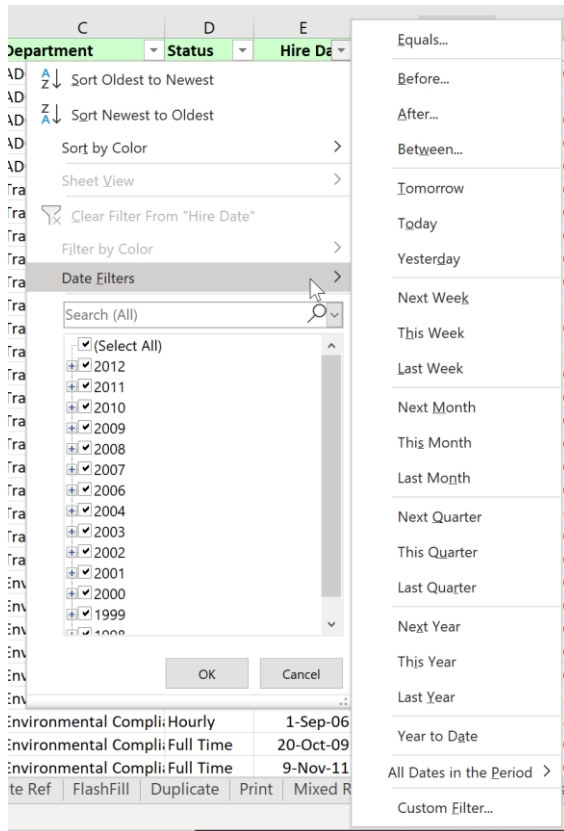 C D E
Department Status Hire Da
Sort Oldest to Newest
Sort Newest to Oldest
Sort by Color
Sheet View
Clear Filter From "Hire Date"
Filter by Color
Date Filters
Search (All)
(Select All)
2012
2011
2010
2009
2008
2007
2006
2004
2003
2002
2001
2000
1999
1998
OK Cancel
Environmental Compli Hourly 1-Sep-06
Environmental Compli Full Time 20-Oct-09
Environmental Compli Full Time 9-Nov-11
te Ref FlashFill Duplicate Print Mixed R
Equals...
Before...
After...
Between...
Tomorrow
Today
Yesterday
Next Week
This Week
Last Week
Next Month
This Month
Last Month
Next Quarter
This Quarter
Last Quarter
Next Year
This Year
Last Year
Year to Date
All Dates in the Period
Custom Filter...